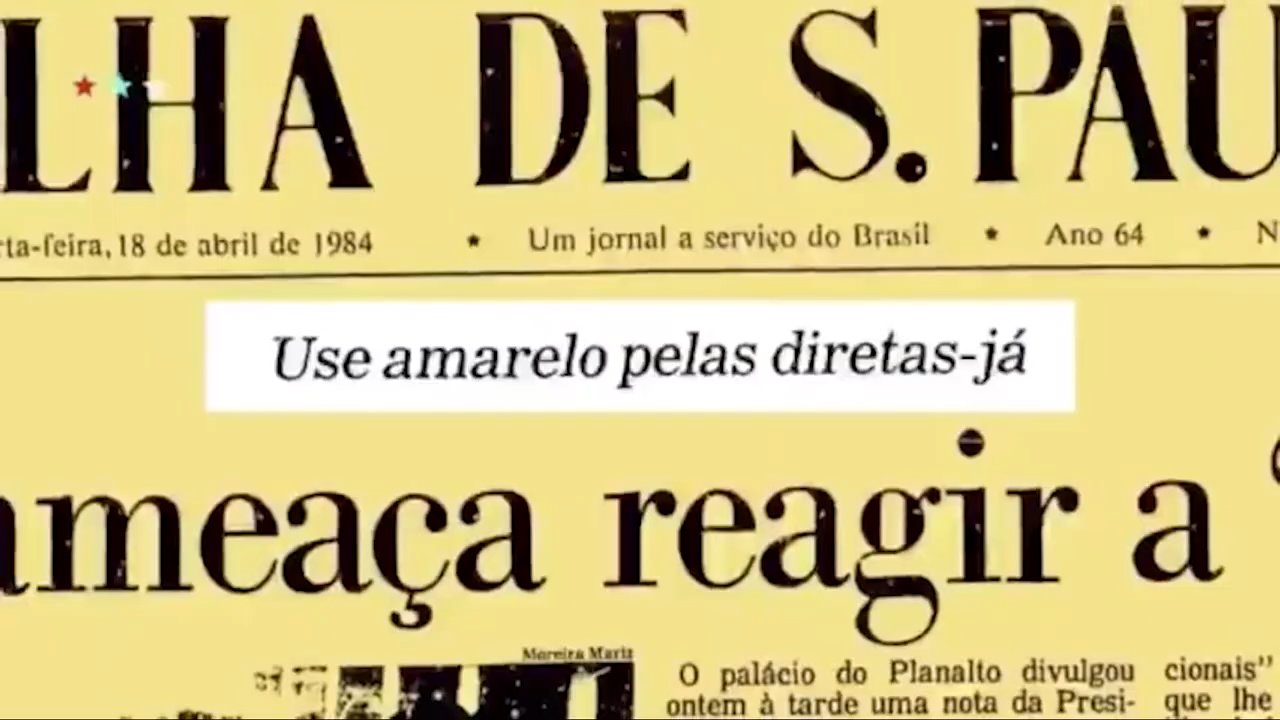 LHA DE S. PAU
rta-feira, 18 de abril de 1984 ★ Um jornal a serviço do Brasil ★ Ano 64 ★ N
Use amarelo pelas diretas-já
ameaça reagir a
Moreira Mariz
O palácio do Planalto divulgou
ontem à tarde uma nota da Presi-
cionais”
que lhe